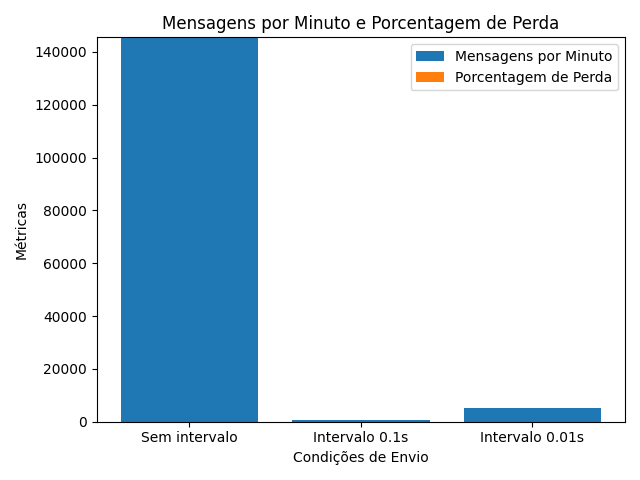 Mensagens por Minuto e Porcentagem de Perda
Mensagens por Minuto
Porcentagem de Perda
Métricas
140000
120000
100000
80000
60000
40000
20000
0
Sem intervalo
Intervalo 0.1s
Intervalo 0.01s
Condições de Envio